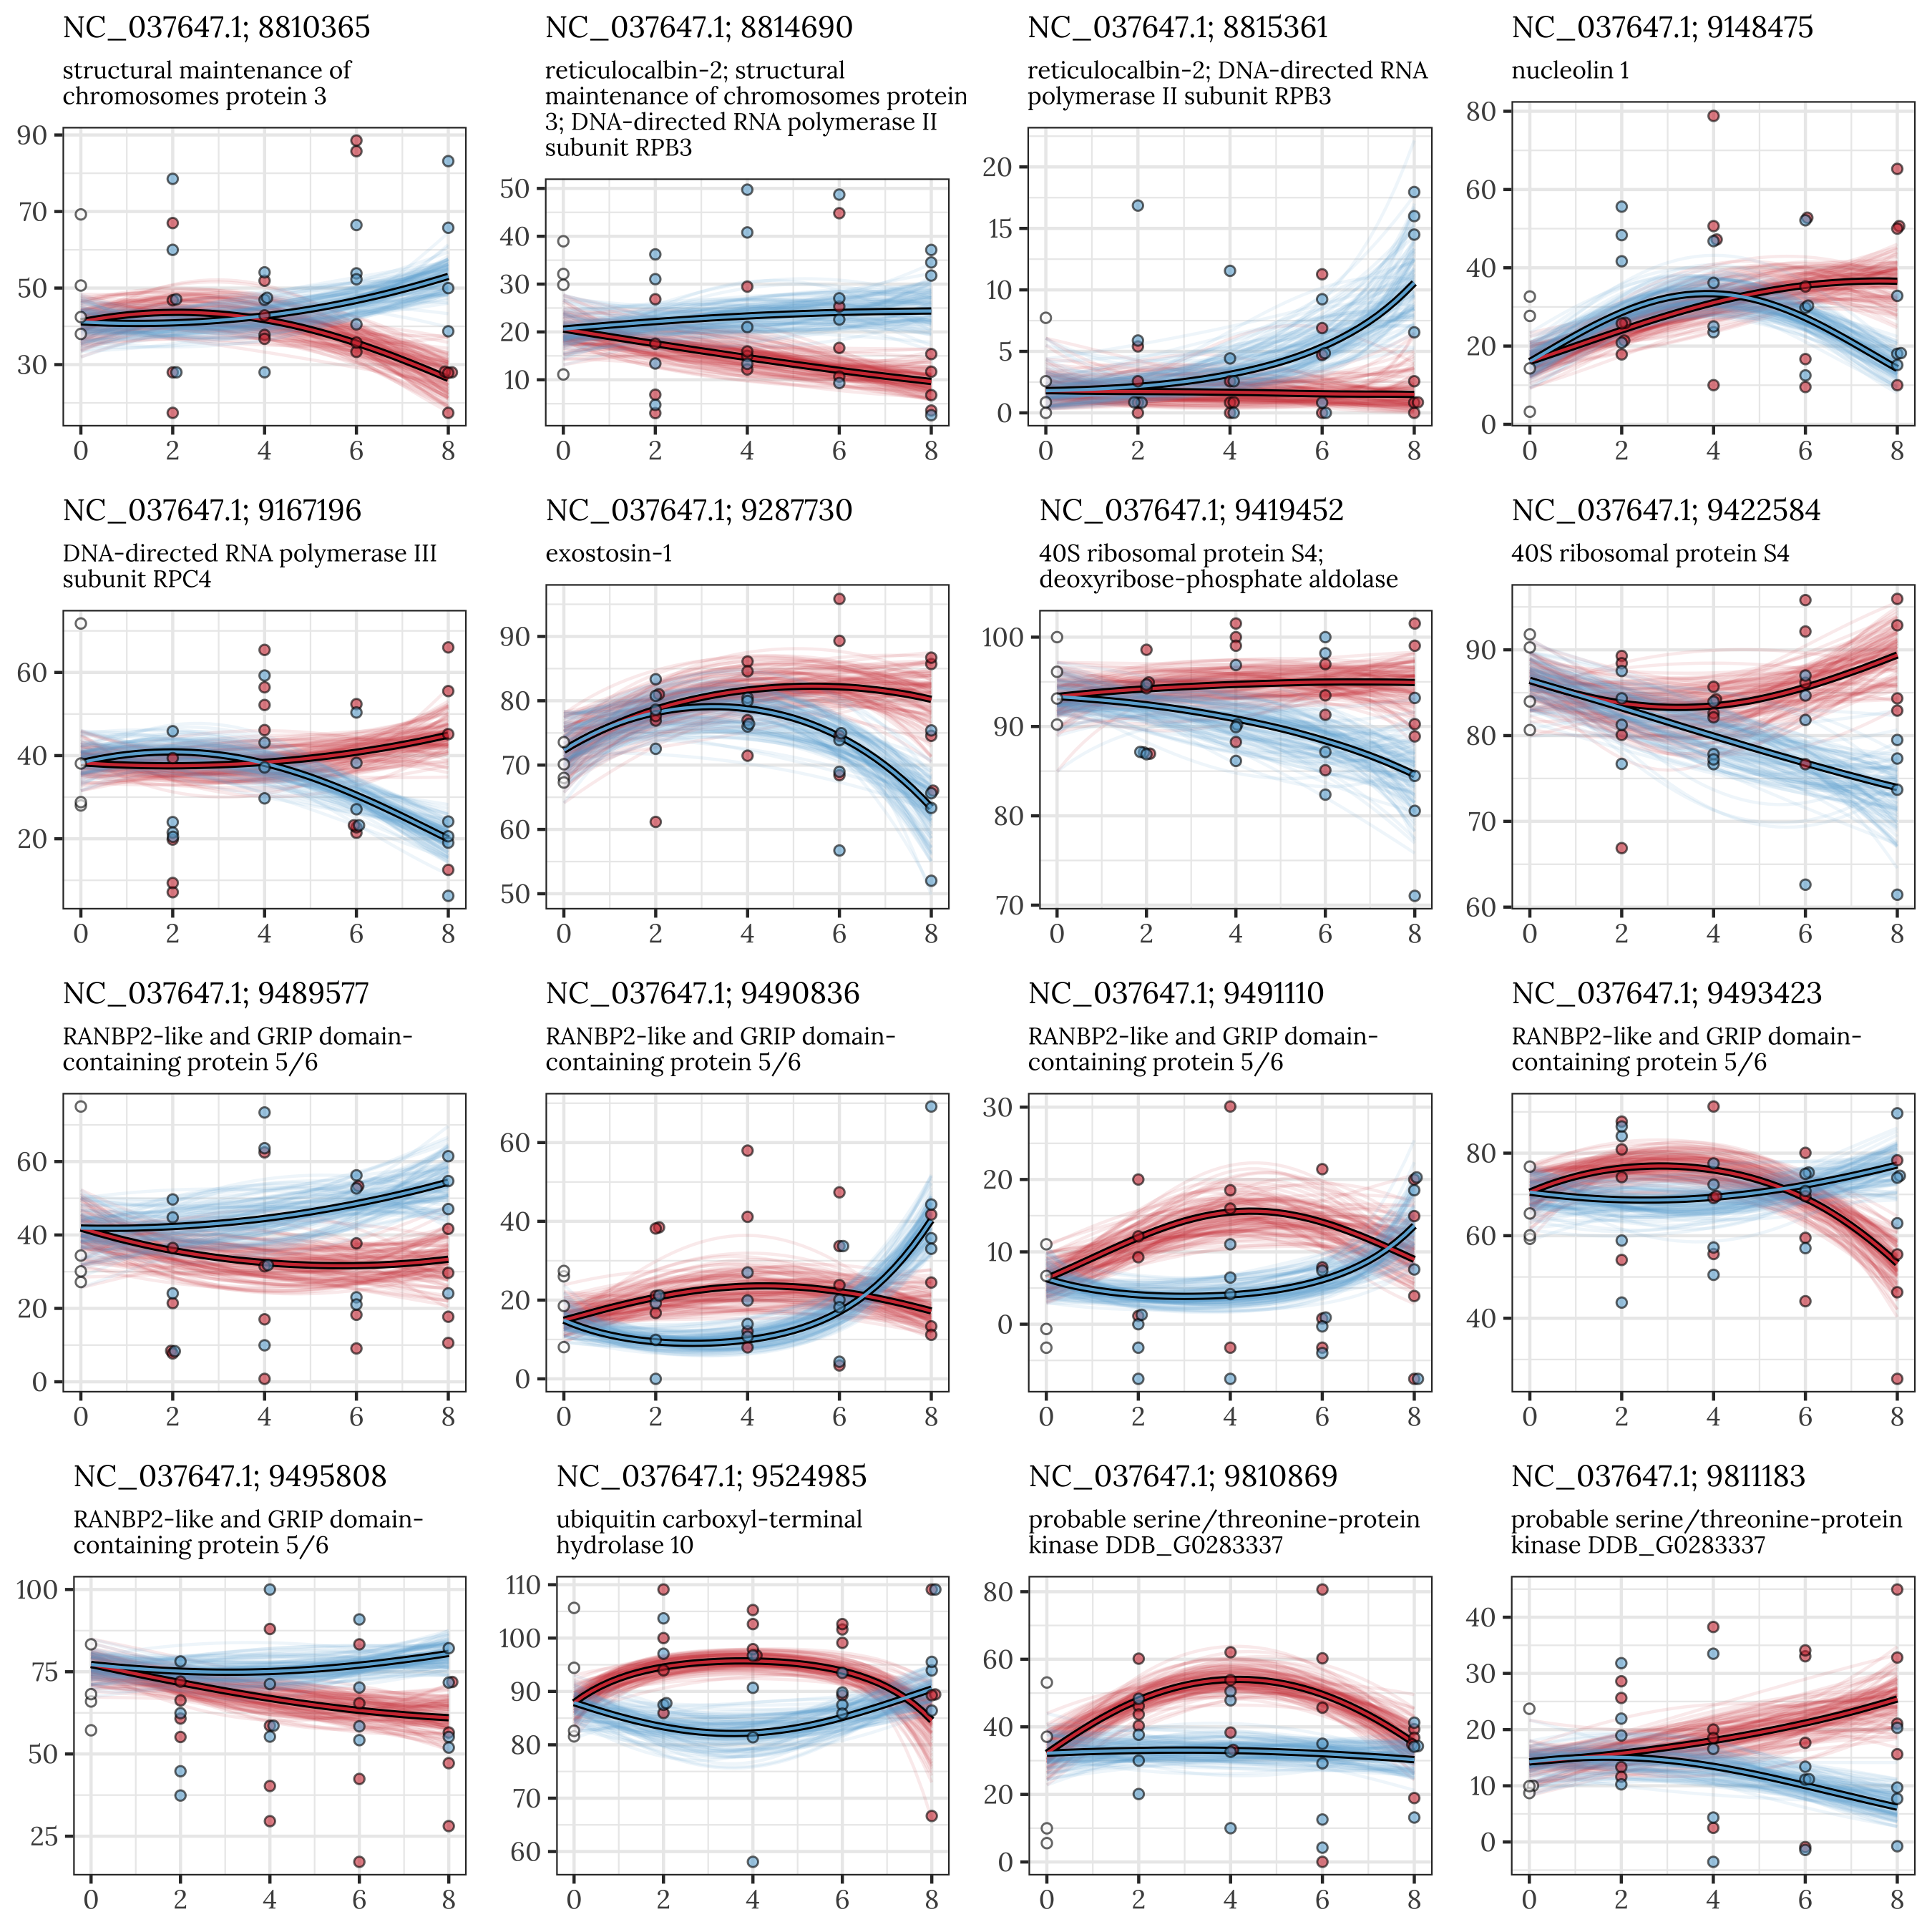 NC_037647.1; 8810365
structural maintenance of
chromosomes protein 3
90
70
50
30
0 2 4 6 8
NC_037647.1; 8814690
reticulocalbin-2; structural
maintenance of chromosomes protein
3; DNA-directed RNA polymerase II
subunit RPB3
50
40
30
20
10
0 2 4 6 8
NC_037647.1; 8815361
reticulocalbin-2; DNA-directed RNA
polymerase II subunit RPB3
20
15
10
5
0
0 2 4 6 8
NC_037647.1; 9148475
nucleolin 1
80
60
40
20
0
0 2 4 6 8
NC_037647.1; 9167196
DNA-directed RNA polymerase III
subunit RPC4
60
40
20
0 2 4 6 8
NC_037647.1; 9287730
exostosin-1
90
80
70
60
50
0 2 4 6 8
NC_037647.1; 9419452
40S ribosomal protein S4;
deoxyribose-phosphate aldolase
100
90
80
70
0 2 4 6 8
NC_037647.1; 9422584
40S ribosomal protein S4
90
80
70
60
0 2 4 6 8
NC_037647.1; 9489577
RANBP2-like and GRIP domain-
containing protein 5/6
60
40
20
0
0 2 4 6 8
NC_037647.1; 9490836
RANBP2-like and GRIP domain-
containing protein 5/6
60
40
20
0
0 2 4 6 8
NC_037647.1; 9491110
RANBP2-like and GRIP domain-
containing protein 5/6
30
20
10
0
0 2 4 6 8
NC_037647.1; 9493423
RANBP2-like and GRIP domain-
containing protein 5/6
80
60
40
0 2 4 6 8
NC_037647.1; 9495808
RANBP2-like and GRIP domain-
containing protein 5/6
100
75
50
25
0 2 4 6 8
NC_037647.1; 9524985
ubiquitin carboxyl-terminal
hydrolase 10
110
100
90
80
70
60
0 2 4 6 8
NC_037647.1; 9810869
probable serine/threonine-protein
kinase DDB_G0283337
80
60
40
20
0
0 2 4 6 8
NC_037647.1; 9811183
probable serine/threonine-protein
kinase DDB_G0283337
40
30
20
10
0
0 2 4 6 8